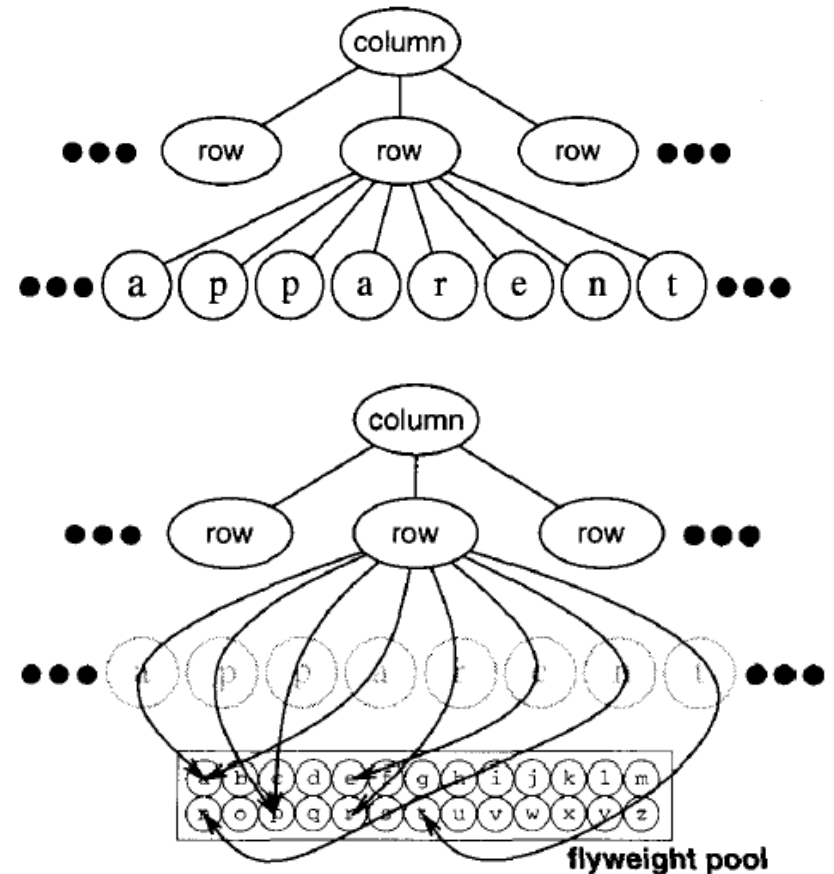 column
row row row
a p p a r e n t
column
row row row
a p p a r e n t
a b c d e f g h i j k l m
n o p q r s t u v w x y z
flyweight pool